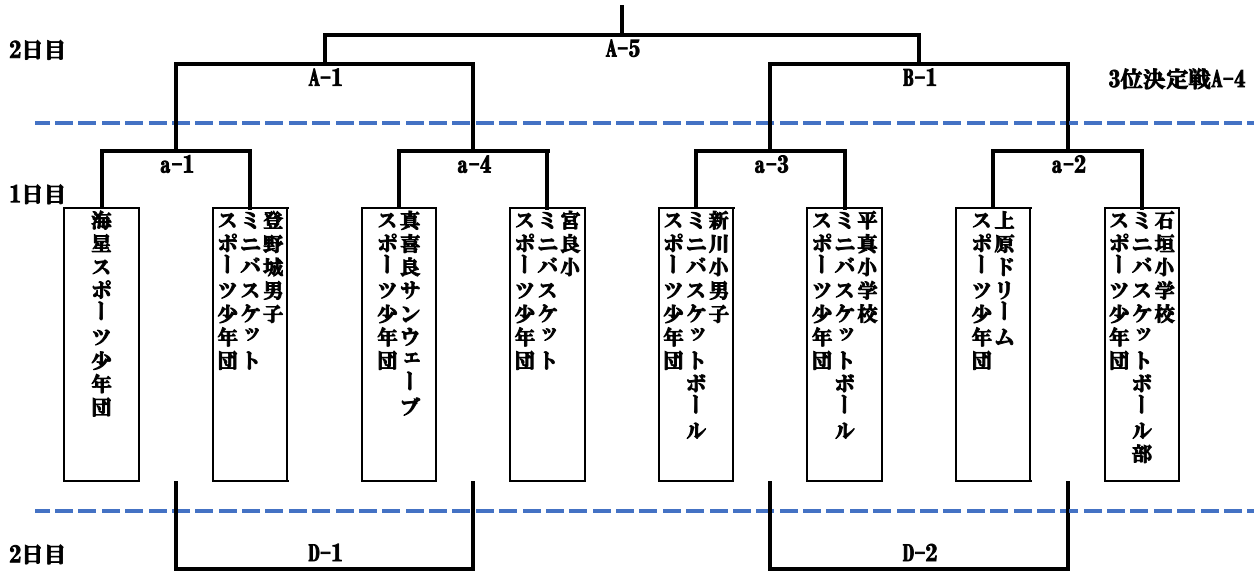 A-5
2日目
A-1
B-1
3位決定戦A-4
a-1
a-4
a-3
a-2
1日目
海星スポーツ少年団
登野城男子
ミニバスケット
スポーツ少年団
真喜良サンウェーブ
スポーツ少年団
宮良小
ミニバスケット
スポーツ少年団
新川小男子
ミニバスケットボール
スポーツ少年団
平真小学校
ミニバスケットボール
スポーツ少年団
上原ドリーム
スポーツ少年団
石垣小学校
ミニバスケットボール部
スポーツ少年団
2日目
D-1
D-2